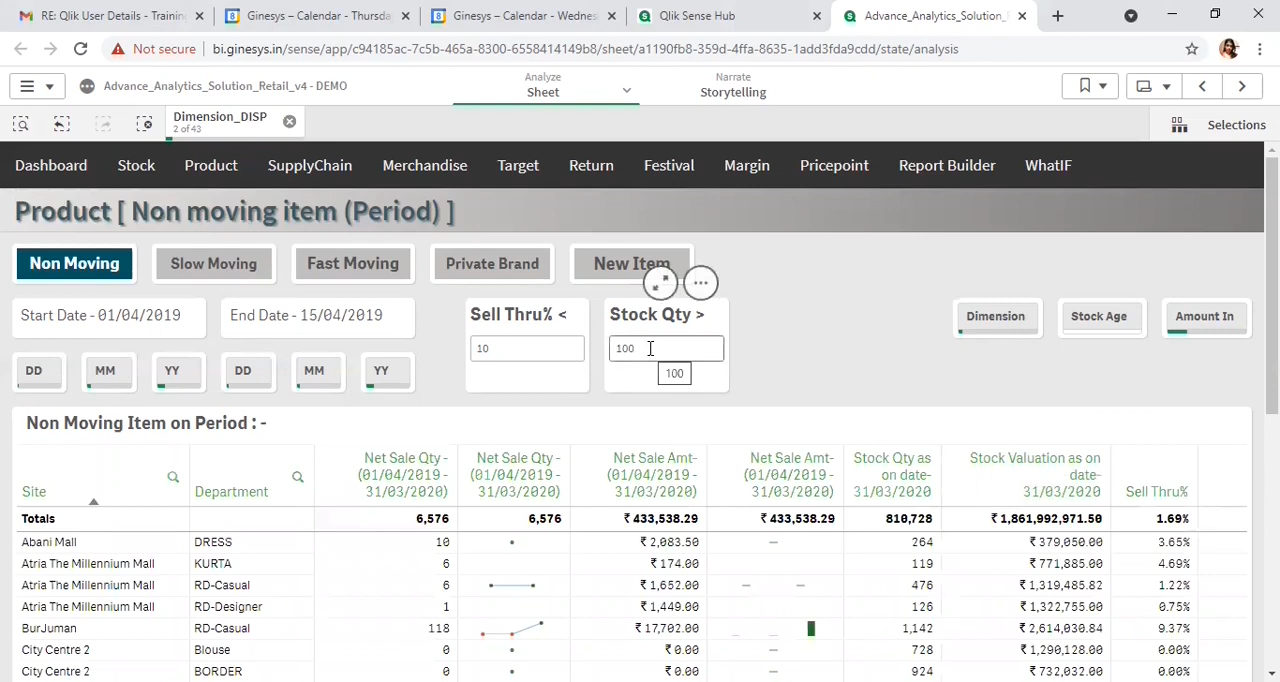 RE: Qlik User Details - Trainin
Ginesys – Calendar - Thursda
Ginesys – Calendar - Wednes
Qlik Sense Hub
Advance_Analytics_Solution_
Not secure
bi.ginesys.in/sense/app/c94185ac-7c5b-465a-8300-6584414149b8/sheet/a1190fb8-359d-4ffa-8635-1add3fda9cdd/state/analysis
Advance_Analytics_Solution_Retail_v4 - DEMO
Analyze
Sheet
Narrate
Storytelling
Dimension_DISP
2 of 43
Selections
Dashboard Stock Product SupplyChain Merchandise Target Return Festival Margin Pricepoint Report Builder WhatIF
Product [ Non moving item (Period) ]
Non Moving Slow Moving Fast Moving Private Brand New Item
Start Date - 01/04/2019 End Date - 15/04/2019
Sell Thru% < Stock Qty >
Dimension Stock Age Amount In
10 100
DD MM YY DD MM YY
100
Non Moving Item on Period : -
Site Department Net Sale Qty - (01/04/2019 - 31/03/2020) Net Sale Qty - (01/04/2019 - 31/03/2020) Net Sale Amt- (01/04/2019 - 31/03/2020) Net Sale Amt- (01/04/2019 - 31/03/2020) Stock Qty as on date- 31/03/2020 Stock Valuation as on date- 31/03/2020 Sell Thru%
Totals 6,576 6,576 ₹ 433,538.29 ₹ 433,538.29 810,728 ₹ 1,861,992,971.50 1.69%
Abani Mall DRESS 10 ₹ 2,083.50 264 ₹ 379,050.00 3.65%
Atria The Millennium Mall KURTA 6 ₹ 174.00 119 ₹ 771,885.00 4.69%
Atria The Millennium Mall RD-Casual 6 ₹ 1,652.00 476 ₹ 1,319,485.82 1.22%
Atria The Millennium Mall RD-Designer 1 ₹ 1,449.00 126 ₹ 1,322,755.00 0.75%
BurJuman RD-Casual 118 ₹ 17,702.00 1,142 ₹ 2,614,030.84 9.37%
City Centre 2 Blouse 0 ₹ 0.00 728 ₹ 1,290,128.00 0.00%
City Centre 2 BORDER 0 ₹ 0.00 924 ₹ 732,032.00 0.00%